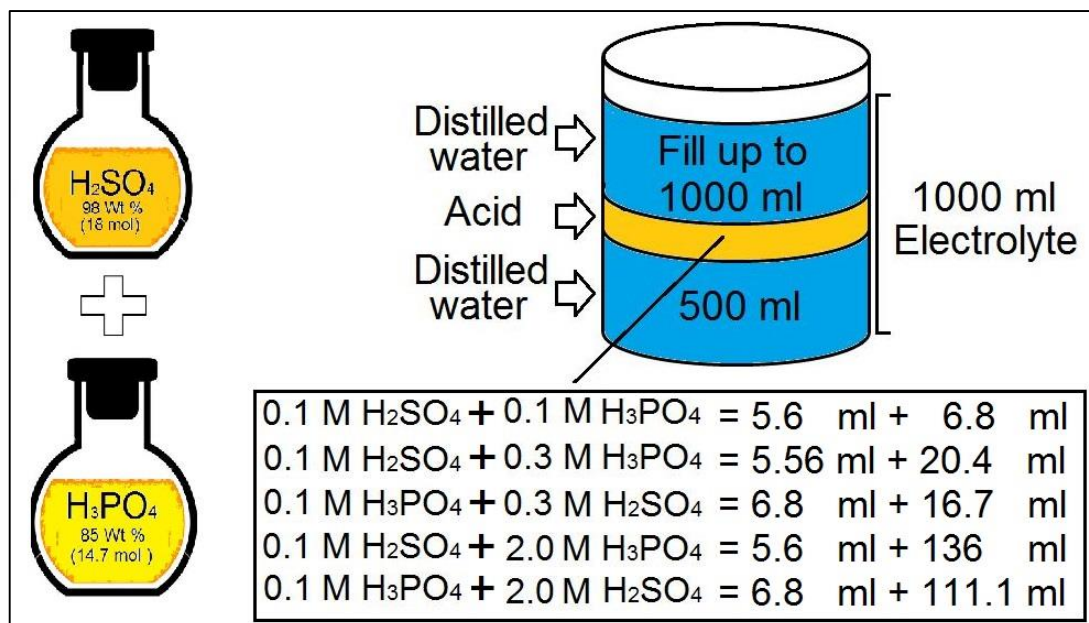 H₂SO₄
98 Wt %
(18 mol)
H₃PO₄
85 Wt %
(14.7 mol )
Distilled
water
Acid
Distilled
water
Fill up to
1000 ml
500 ml
1000 ml
Electrolyte
0.1 M H₂SO₄ + 0.1 M H₃PO₄ = 5.6 ml + 6.8 ml
0.1 M H₂SO₄ + 0.3 M H₃PO₄ = 5.56 ml + 20.4 ml
0.1 M H₃PO₄ + 0.3 M H₂SO₄ = 6.8 ml + 16.7 ml
0.1 M H₂SO₄ + 2.0 M H₃PO₄ = 5.6 ml + 136 ml
0.1 M H₃PO₄ + 2.0 M H₂SO₄ = 6.8 ml + 111.1 ml